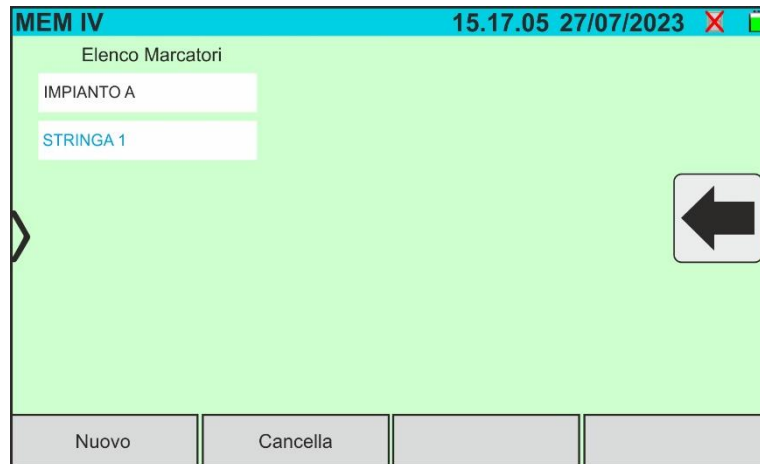 MEM IV 15.17.05 27/07/2023
Elenco Marcatori
IMPIANTO A
STRINGA 1
Nuovo Cancella